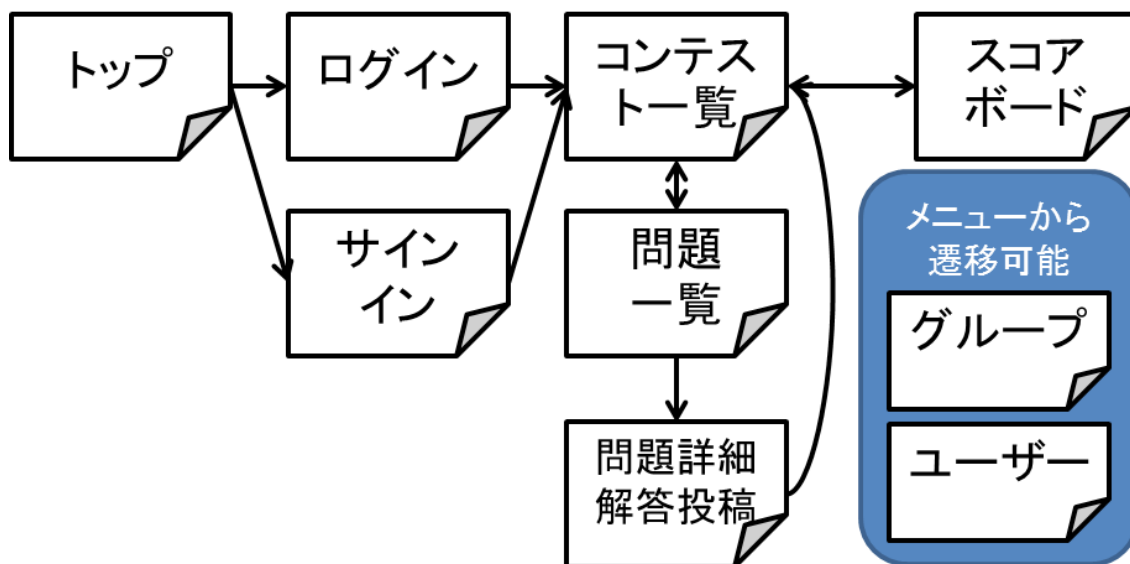 トップ
ログイン
コンテス
ト一覧
スコア
ボード
サイン
イン
問題
一覧
メニューから
遷移可能
グループ
ユーザー
問題詳細
解答投稿